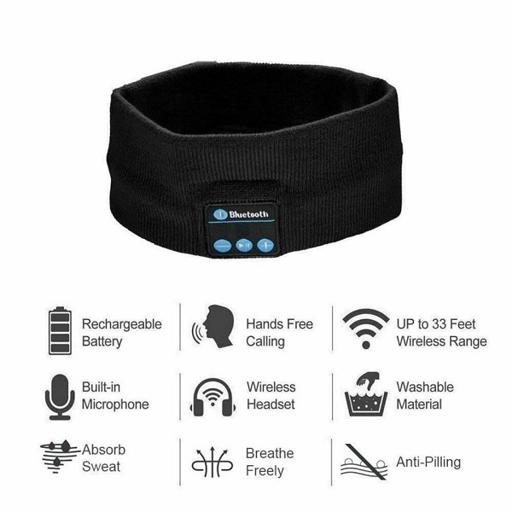 Bluetooth
Rechargeable
Battery
Hands Free
Calling
UP to 33 Feet
Wireless Range
Built-in
Microphone
Wireless
Headset
Washable
Material
Absorb
Sweat
Breathe
Freely
Anti-Pilling